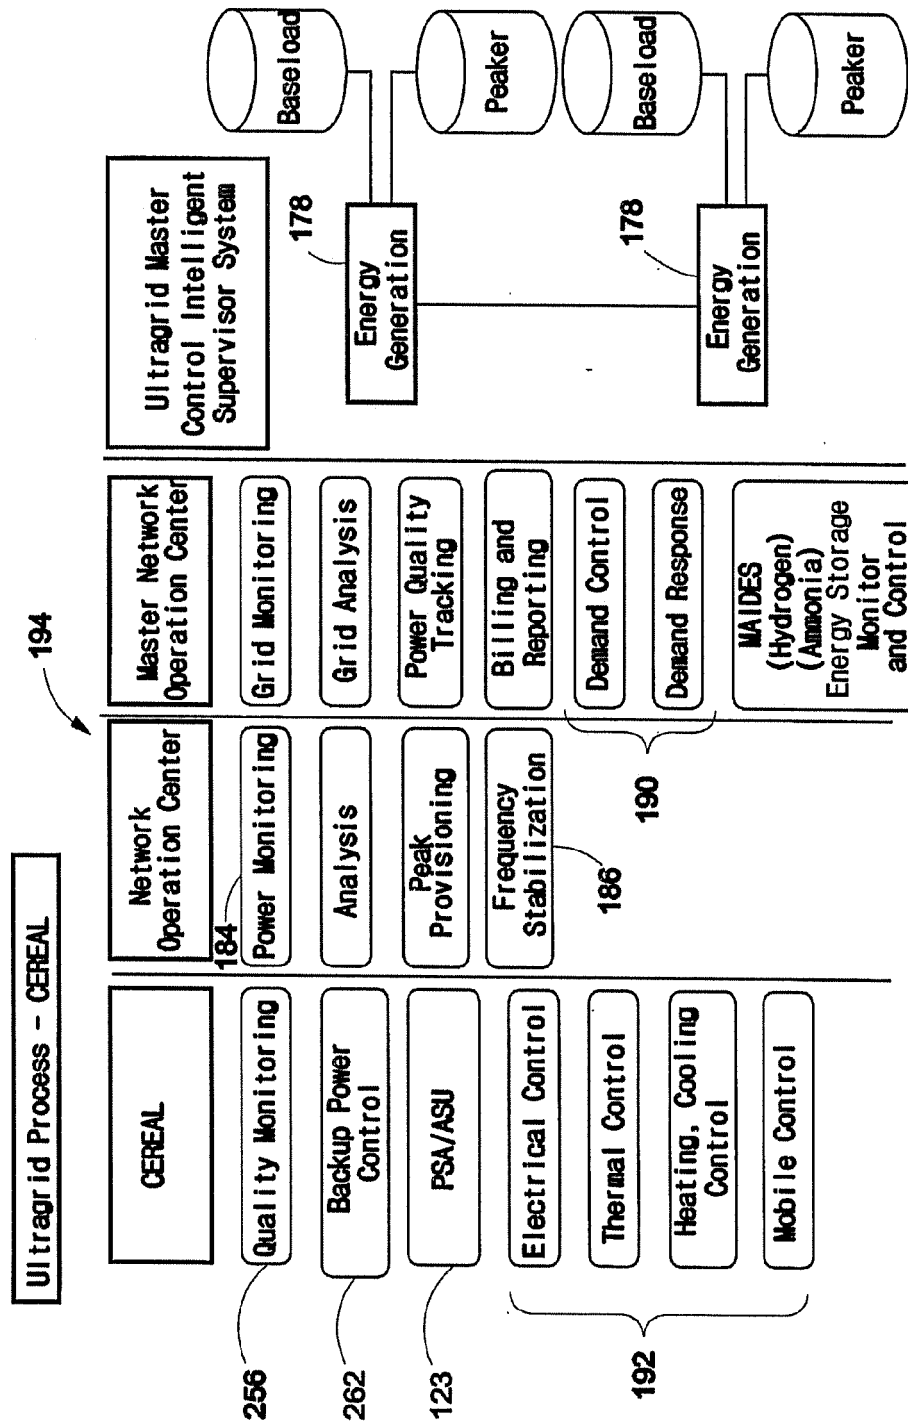 Ultragrid Process - CEREAL
194
CEREAL
256
Quality Monitoring
262
Backup Power
Control
123
PSA/ASU
192
Electrical Control
Thermal Control
Heating, Cooling
Control
Mobile Control
Network
Operation Center
184
Power Monitoring
Analysis
Peak
Provisioning
Frequency
Stabilization
186
Master Network
Operation Center
Grid Monitoring
Grid Analysis
Power Quality
Tracking
Billing and
Reporting
Demand Control
Demand Response
190
MAIDES
(Hydrogen)
(Ammonia)
Energy Storage
Monitor
and Control
Ultragrid Master
Control Intelligent
Supervisor System
178
Energy
Generation
Baseload
Peaker
178
Energy
Generation
Baseload
Peaker